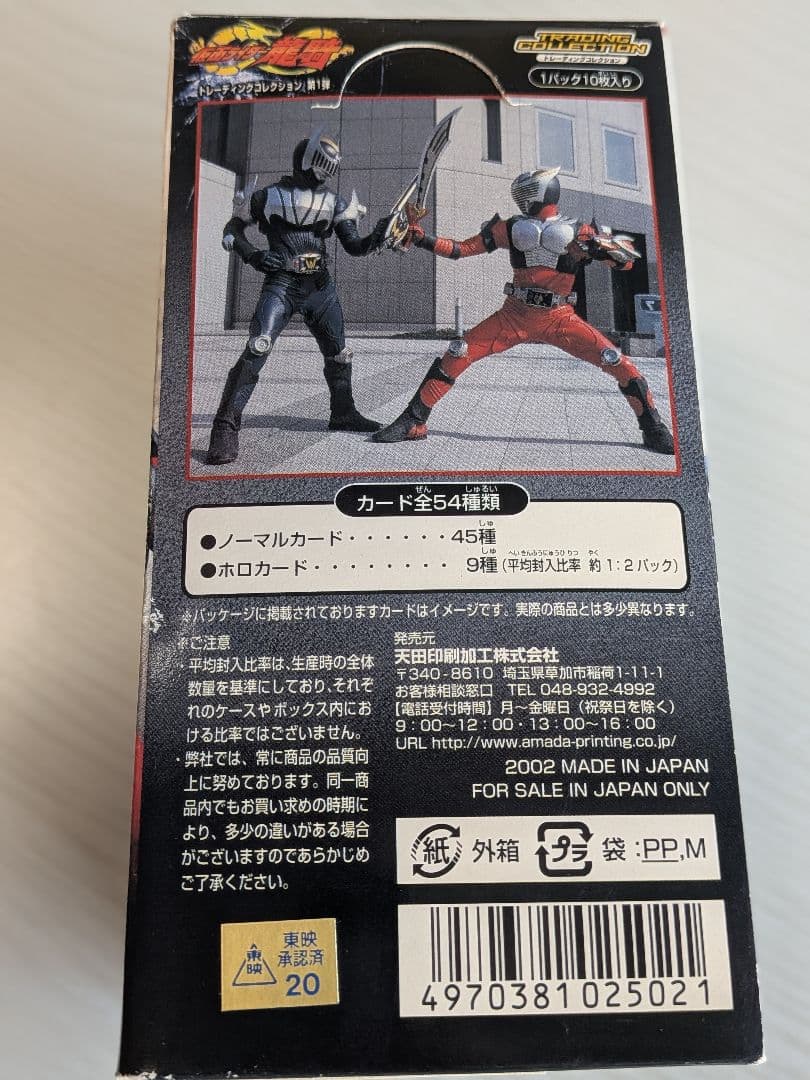 仮面ライダー龍騎
トレーディングコレクション 第1弾
TRADING
COLLECTION
トレーディングコレクション
1パック10枚入り
カード全54種類
●ノーマルカード・・・・・・45種
●ホロカード・・・・・・・・9種(平均封入比率 約1:2パック)
※パッケージに掲載されておりますカードはイメージです。実際の商品とは多少異なります。
※ご注意
・平均封入比率は、生産時の全体
数量を基準にしており、それぞ
れのケースやボックス内にお
ける比率ではございません。
・弊社では、常に商品の品質向
上に努めております。同一商
品内でもお買い求めの時期に
より、多少の違いがある場合
がございますのであらかじめ
ご了承ください。
発売元
天田印刷加工株式会社
〒340-8610 埼玉県草加市稲荷1-11-1
お客様相談窓口 TEL 048-932-4992
【電話受付時間】月～金曜日(祝祭日を除く)
9:00～12:00・13:00～16:00
URL http://www.amada-printing.co.jp/
2002 MADE IN JAPAN
FOR SALE IN JAPAN ONLY
紙 外箱 プラ 袋:PP,M
東映
東映
承認済
20
4970381025021